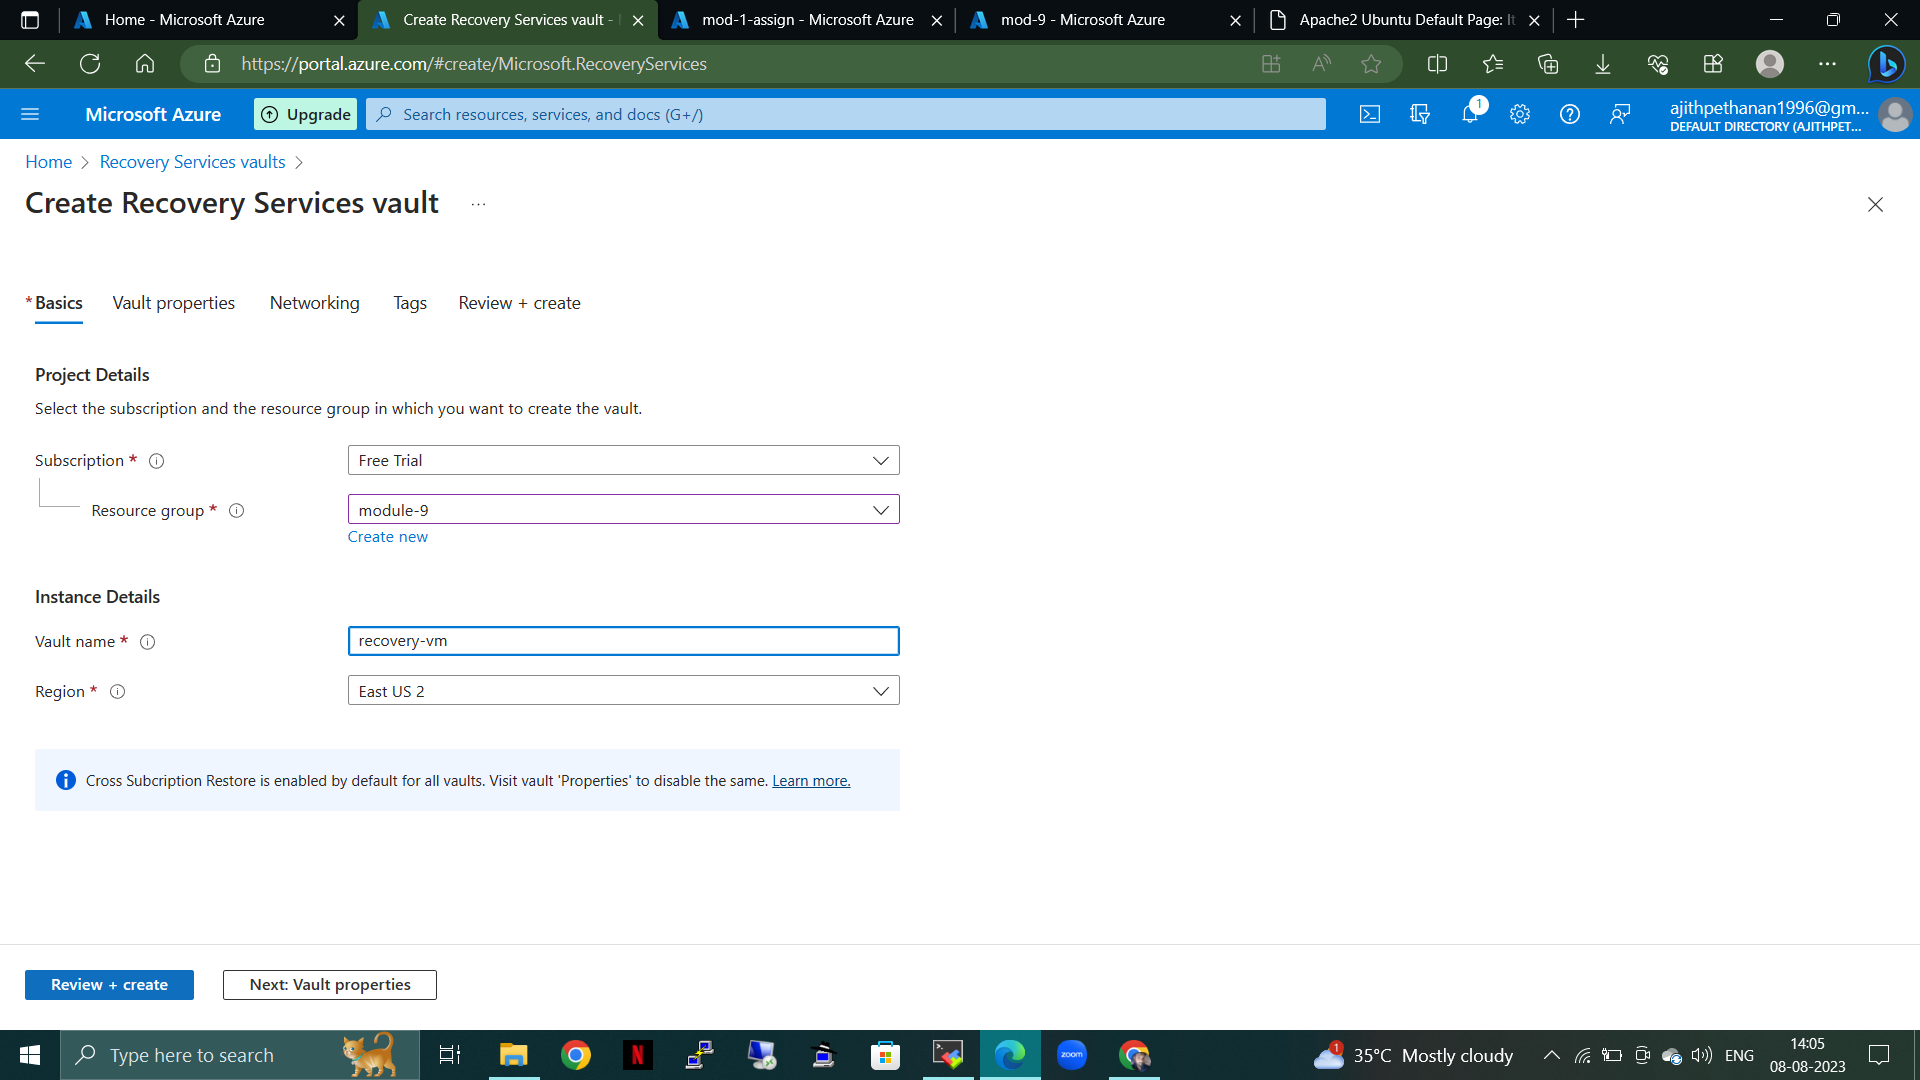 Home - Microsoft Azure
Create Recovery Services vault -
mod-1-assign - Microsoft Azure
mod-9 - Microsoft Azure
Apache2 Ubuntu Default Page: It
https://portal.azure.com/#create/Microsoft.RecoveryServices
Microsoft Azure
Upgrade
Search resources, services, and docs (G+/)
1
ajithpethanan1996@gm...
DEFAULT DIRECTORY (AJITHPET...
Home > Recovery Services vaults >
Create Recovery Services vault ...
* Basics
Vault properties
Networking
Tags
Review + create
Project Details
Select the subscription and the resource group in which you want to create the vault.
Subscription *
Free Trial
Resource group *
module-9
Create new
Instance Details
Vault name *
recovery-vm
Region *
East US 2
Cross Subcription Restore is enabled by default for all vaults. Visit vault 'Properties' to disable the same. Learn more.
Review + create
Next: Vault properties
Type here to search
N
zoom
1
35°C Mostly cloudy
ENG
14:05
08-08-2023